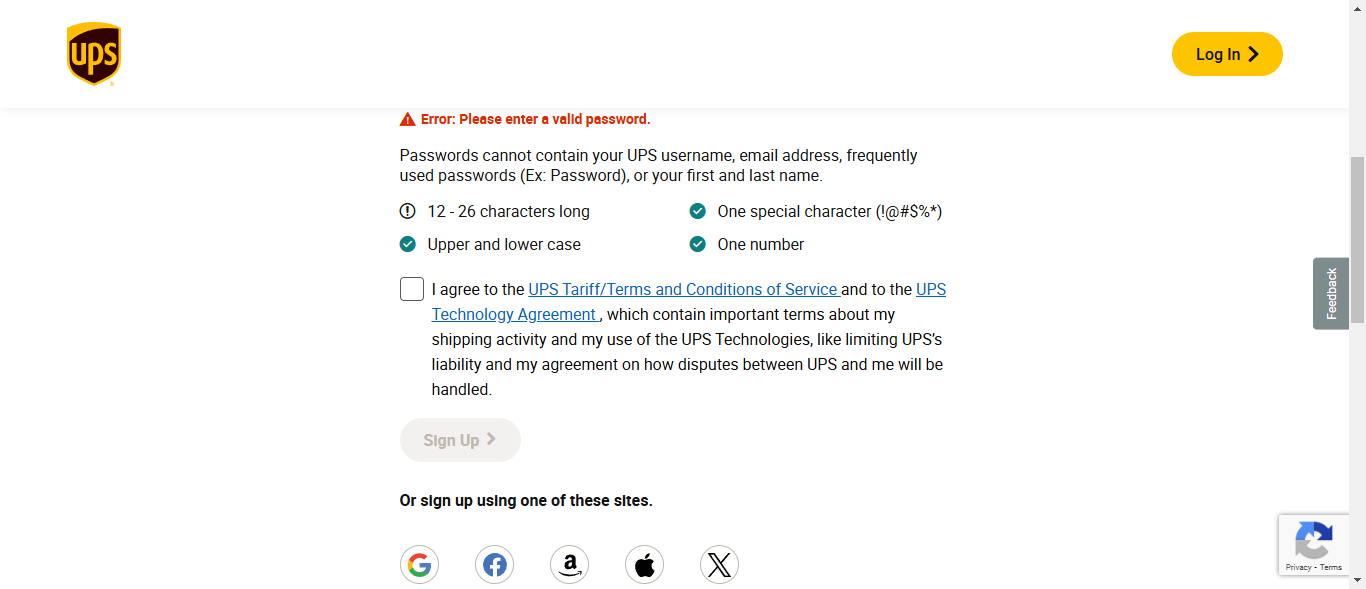 ups
Log In
Error: Please enter a valid password.
Passwords cannot contain your UPS username, email address, frequently
used passwords (Ex: Password), or your first and last name.
12 - 26 characters long
One special character (!@#$%*)
Upper and lower case
One number
I agree to the UPS Tariff/Terms and Conditions of Service and to the UPS
Technology Agreement , which contain important terms about my
shipping activity and my use of the UPS Technologies, like limiting UPS’s
liability and my agreement on how disputes between UPS and me will be
handled.
Sign Up
Or sign up using one of these sites.
Feedback
Privacy - Terms